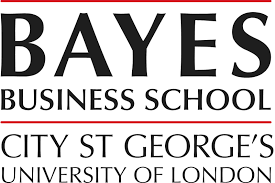 BAYES
BUSINESS SCHOOL
CITY ST GEORGE'S
UNIVERSITY OF LONDON